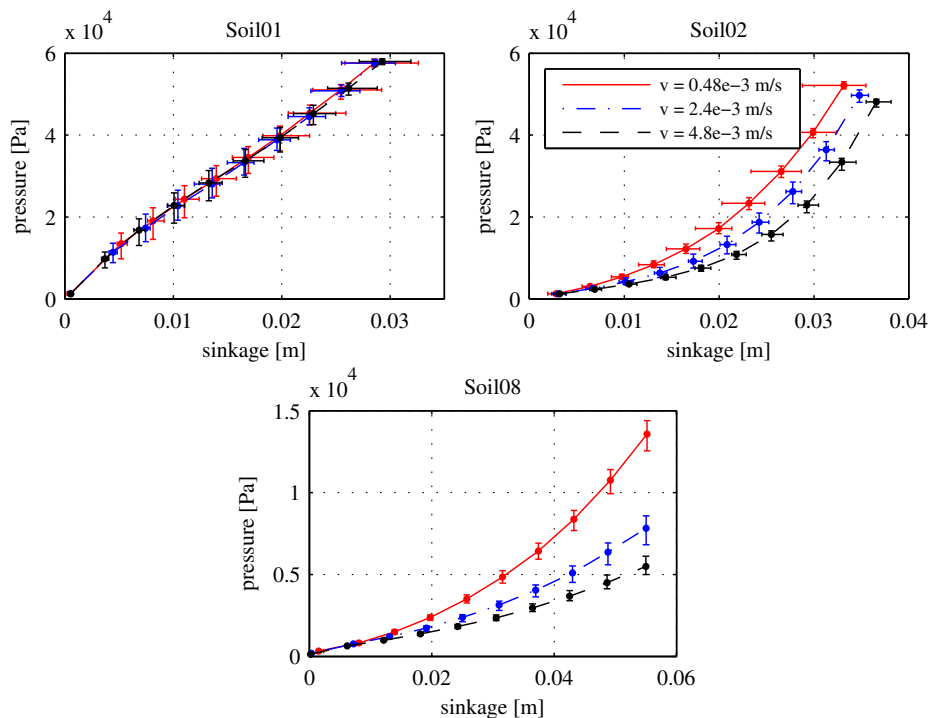 x 10^4
Soil01
6
4
2
0
0
0.01
0.02
0.03
pressure [Pa]
sinkage [m]
x 10^4
Soil02
6
4
2
0
0
0.01
0.02
0.03
0.04
pressure [Pa]
sinkage [m]
v = 0.48e−3 m/s
v = 2.4e−3 m/s
v = 4.8e−3 m/s
x 10^4
Soil08
1.5
1
0.5
0
0
0.02
0.04
0.06
pressure [Pa]
sinkage [m]